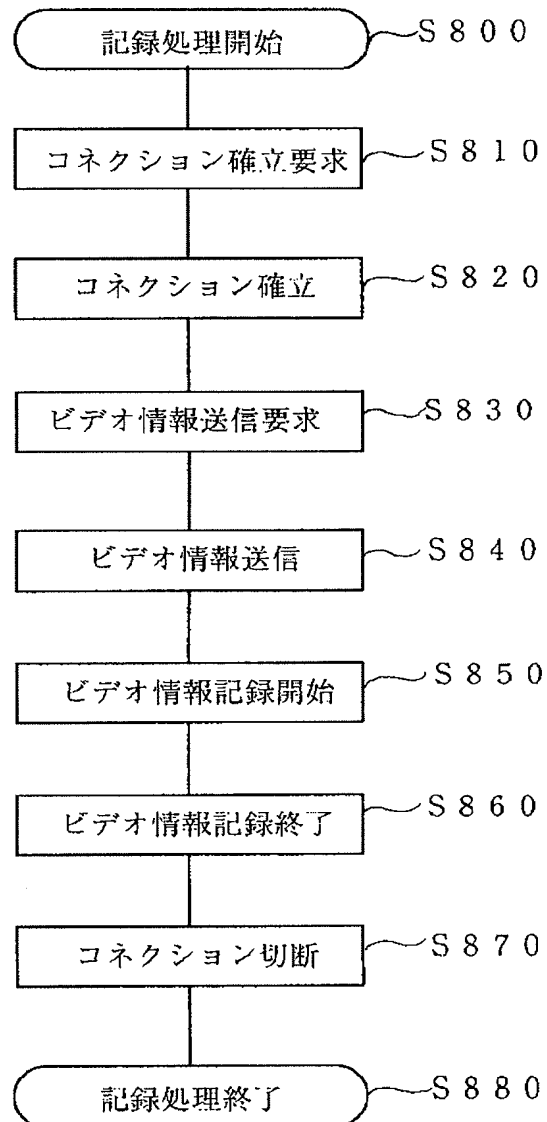 記録処理開始 S800
コネクション確立要求 S810
コネクション確立 S820
ビデオ情報送信要求 S830
ビデオ情報送信 S840
ビデオ情報記録開始 S850
ビデオ情報記録終了 S860
コネクション切断 S870
記録処理終了 S880